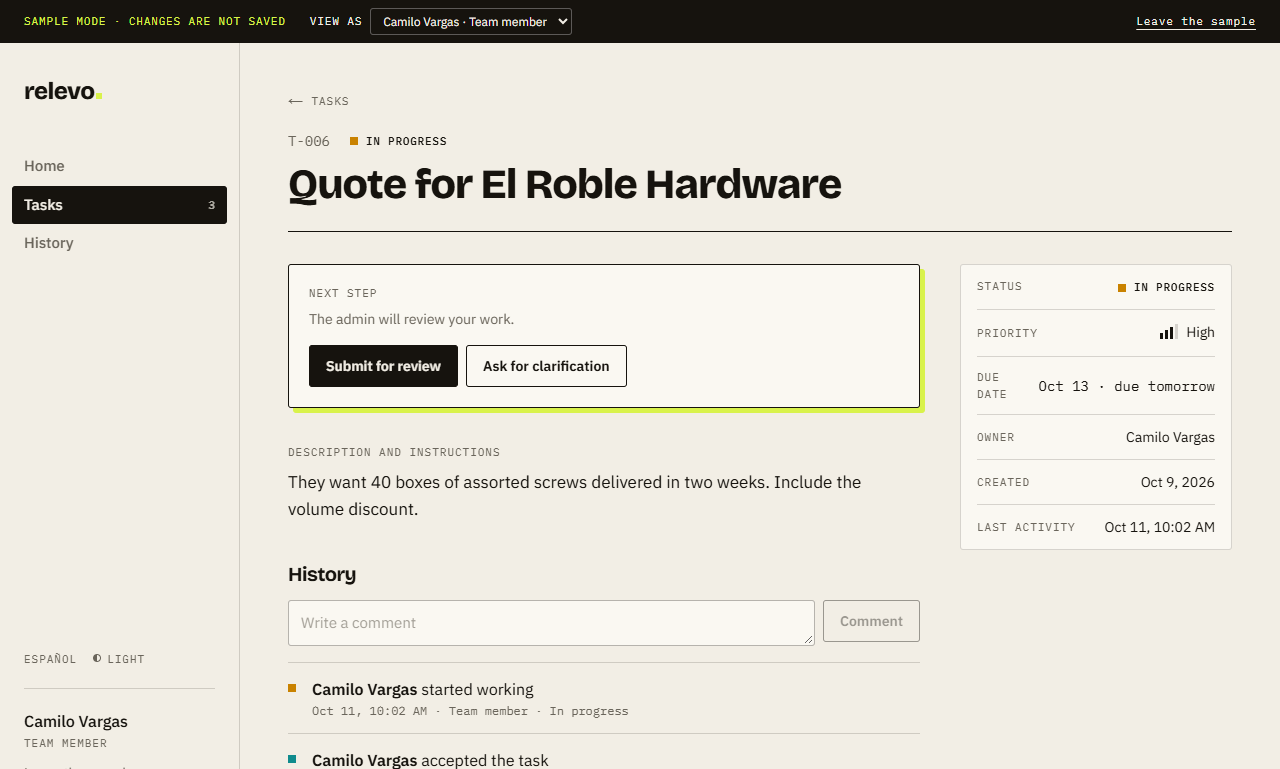 SAMPLE MODE · CHANGES ARE NOT SAVED
VIEW AS
Camilo Vargas · Team member
Leave the sample
relevo.
Home
Tasks 3
History
ESPAÑOL
LIGHT
Camilo Vargas
TEAM MEMBER
← TASKS
T-006 IN PROGRESS
Quote for El Roble Hardware
NEXT STEP
The admin will review your work.
Submit for review
Ask for clarification
DESCRIPTION AND INSTRUCTIONS
They want 40 boxes of assorted screws delivered in two weeks. Include the
volume discount.
History
Write a comment
Comment
Camilo Vargas started working
Oct 11, 10:02 AM · Team member · In progress
Camilo Vargas accepted the task
STATUS IN PROGRESS
PRIORITY High
DUE DATE Oct 13 · due tomorrow
OWNER Camilo Vargas
CREATED Oct 9, 2026
LAST ACTIVITY Oct 11, 10:02 AM